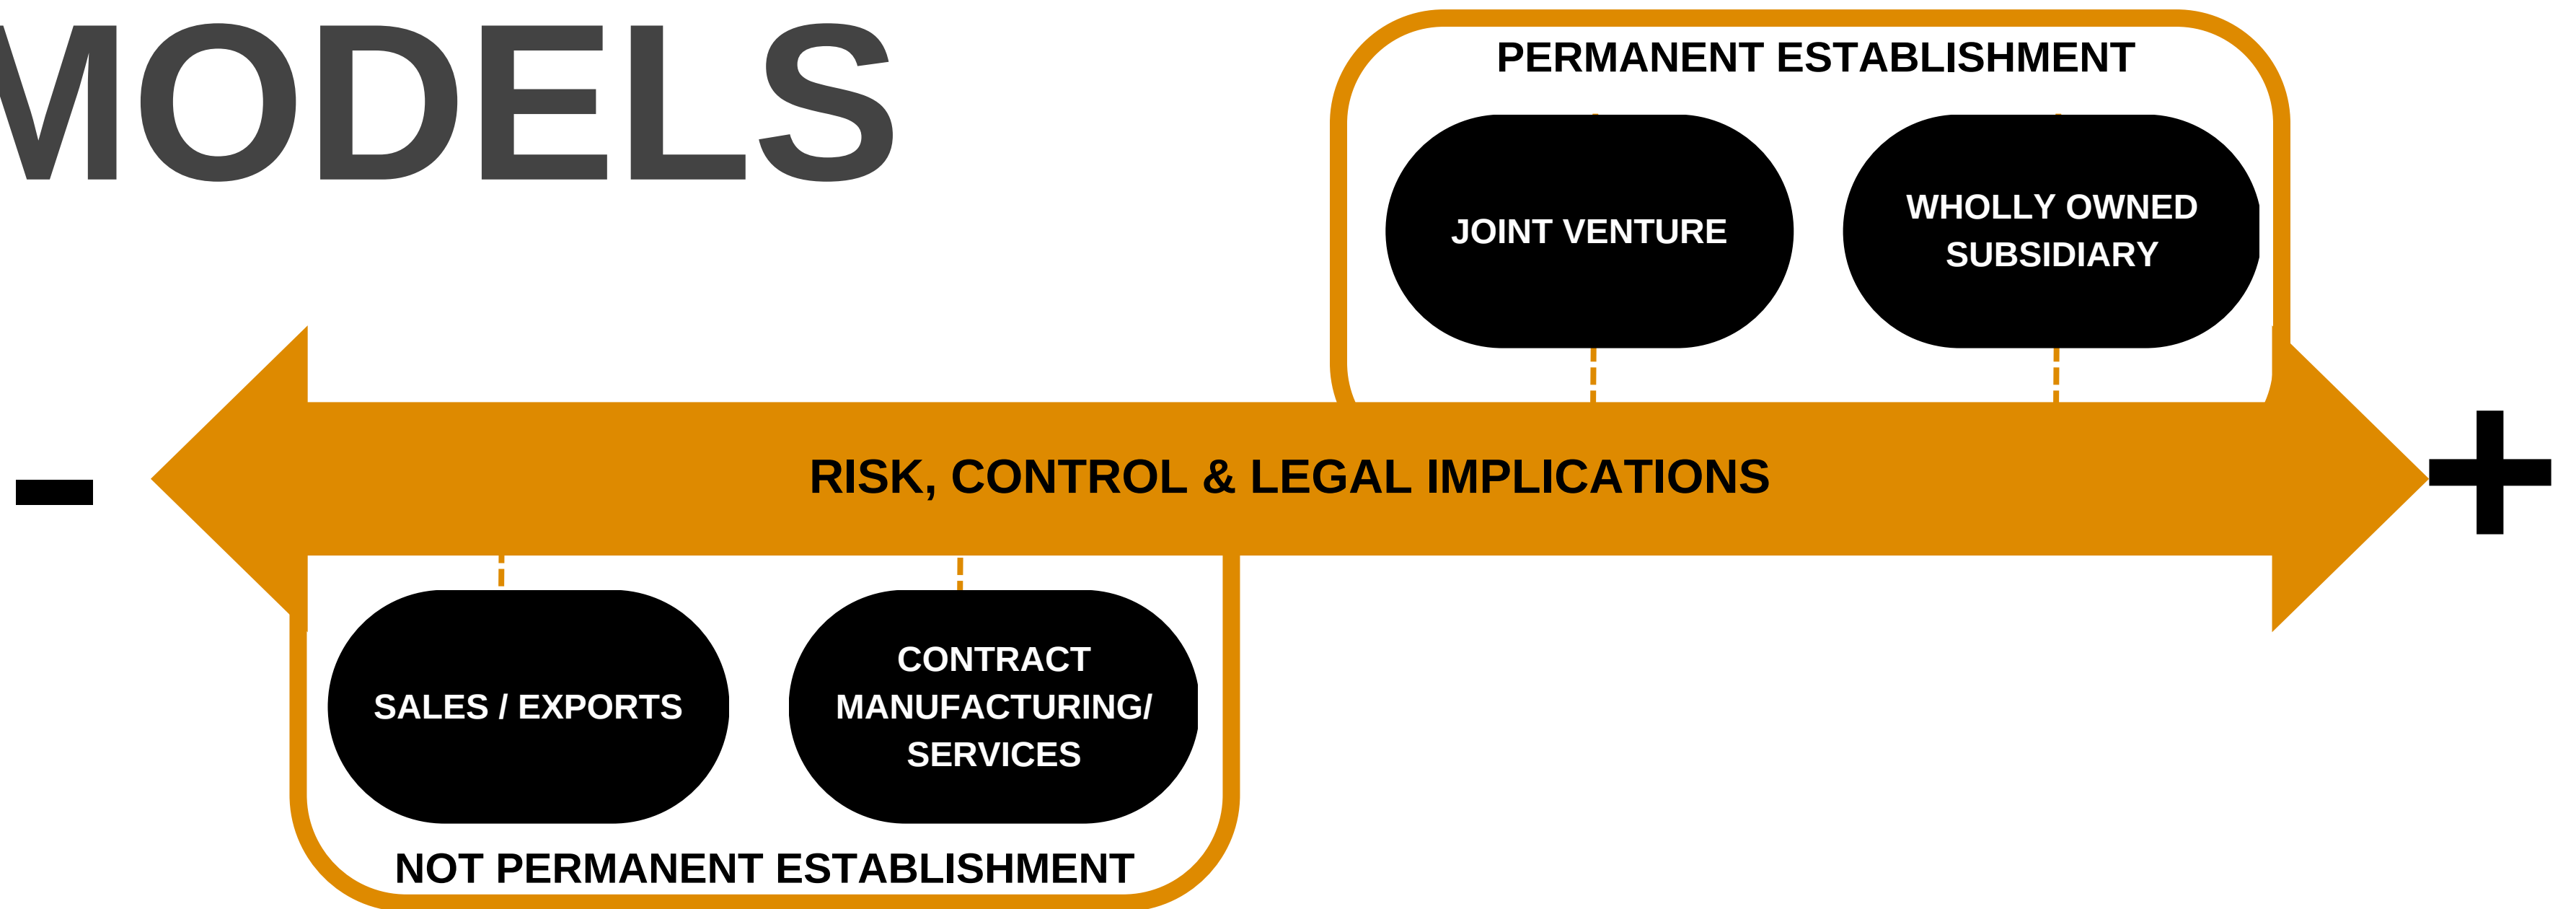 MODELS
PERMANENT ESTABLISHMENT
JOINT VENTURE
WHOLLY OWNED
SUBSIDIARY
-
RISK, CONTROL & LEGAL IMPLICATIONS
+
SALES / EXPORTS
CONTRACT
MANUFACTURING/
SERVICES
NOT PERMANENT ESTABLISHMENT